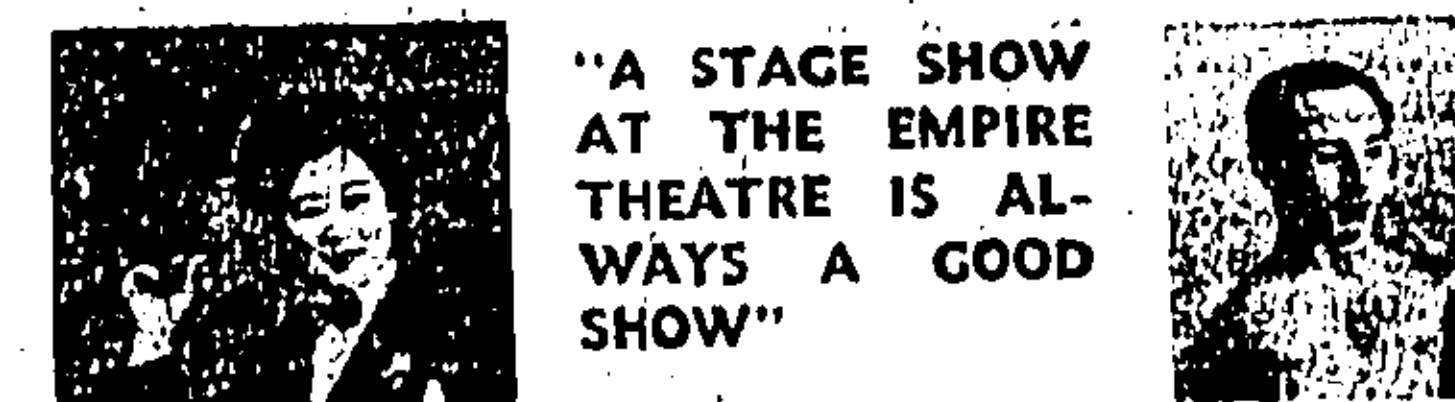 "A STAGE SHOW
AT THE EMPIRE
THEATRE IS AL-
WAYS A GOOD
SHOW"